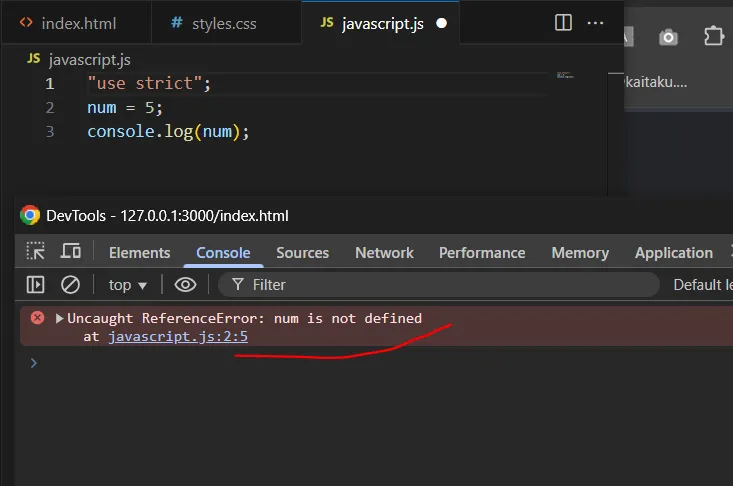 index.html
# styles.css
JS javascript.js
JS javascript.js
1 "use strict";
2 num = 5;
3 console.log(num);
kaitaku....
DevTools - 127.0.0.1:3000/index.html
Elements Console Sources Network Performance Memory Application
top Filter Default le
Uncaught ReferenceError: num is not defined
at javascript.js:2:5